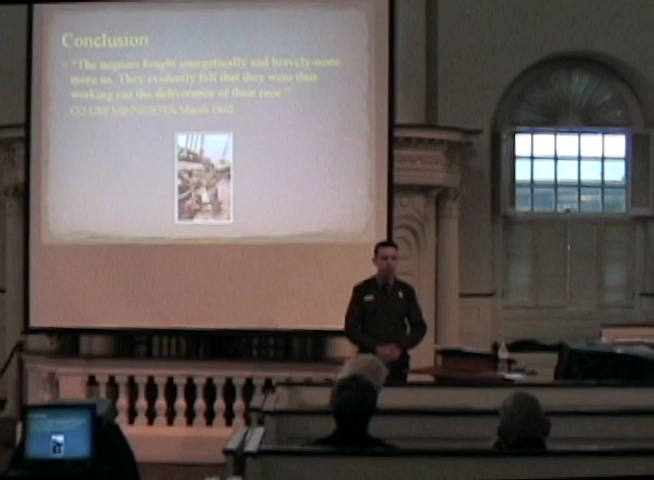 Conclusion
"The negroes fought energetically and bravely-none
more so. They evidently felt that they were thus
working out the deliverance of their race."
CO USS MINNESOTA March 1862